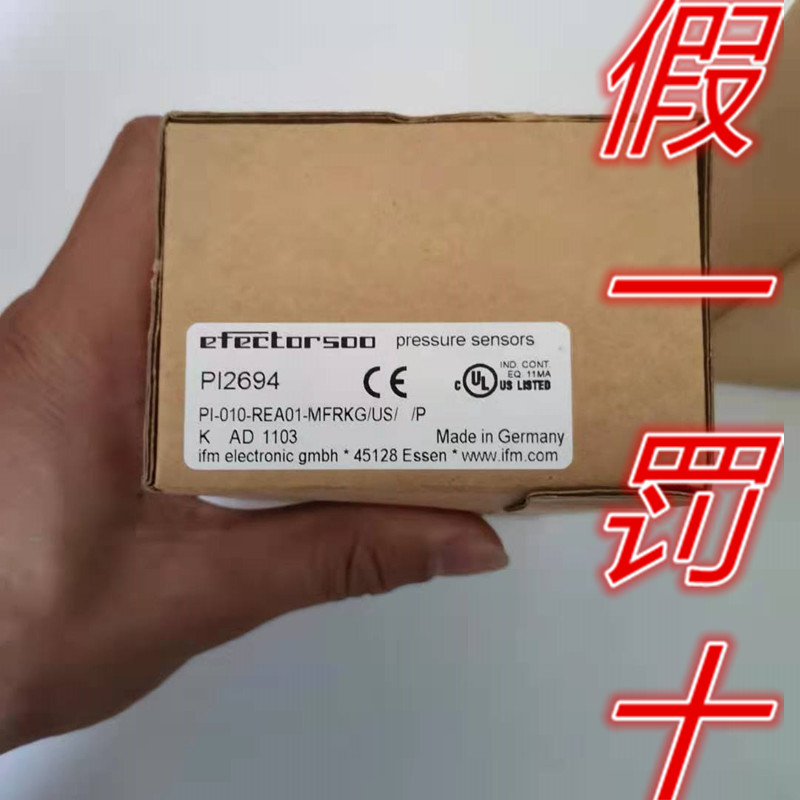 efector500 pressure sensors
PI2694
CE
c UL US LISTED
IND. CONT.
EQ. 11MA
PI-010-REA01-MFRKG/US/ /P
K AD 1103
Made in Germany
ifm electronic gmbh * 45128 Essen * www.ifm.com
假一罚十